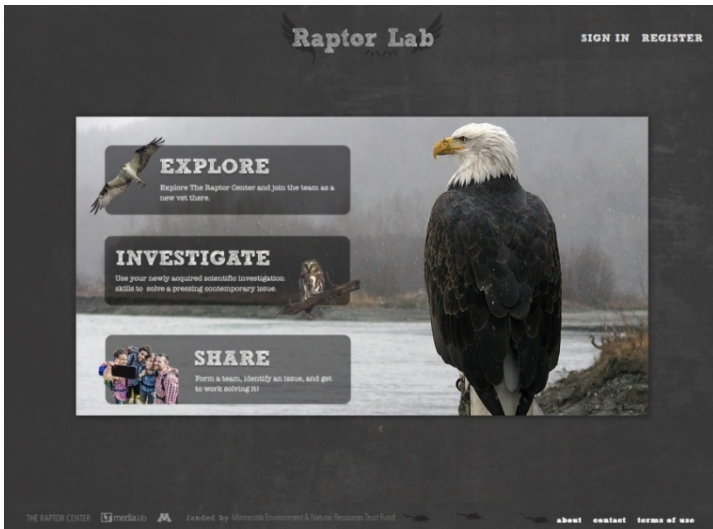 Raptor Lab
SIGN IN REGISTER
EXPLORE
Explore The Raptor Center and join the team as a
new vet there.
INVESTIGATE
Use your newly acquired scientific investigation
skills to solve a pressing contemporary issue.
SHARE
Form a team, identify an issue, and get
to work solving it!
THE RAPTOR CENTER LT media lab M funded by Minnesota Environment & Natural Resources Trust Fund
about contact terms of use